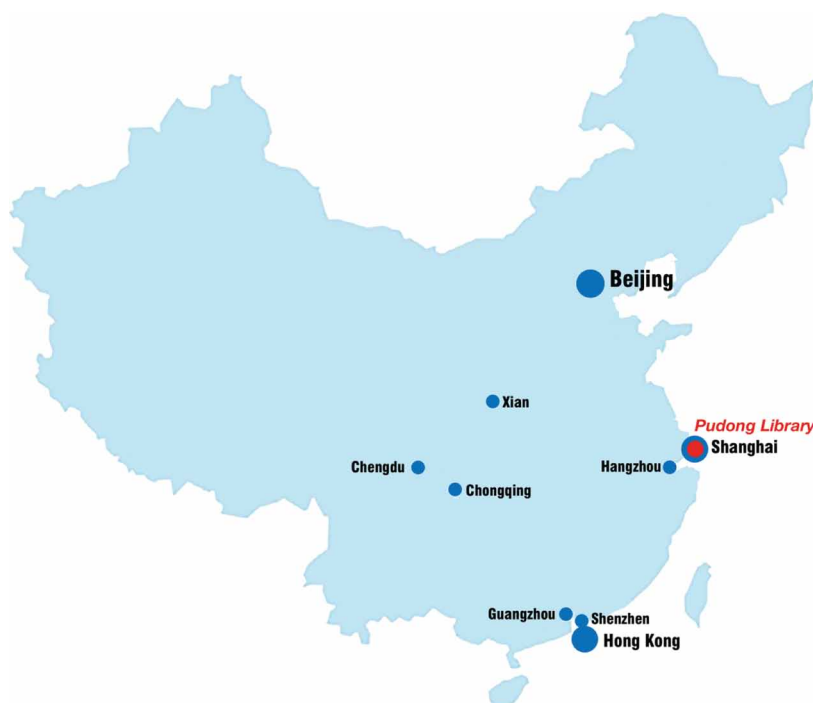 Beijing
Xian
Pudong Library
Shanghai
Chengdu
Hangzhou
Chongqing
Guangzhou
Shenzhen
Hong Kong